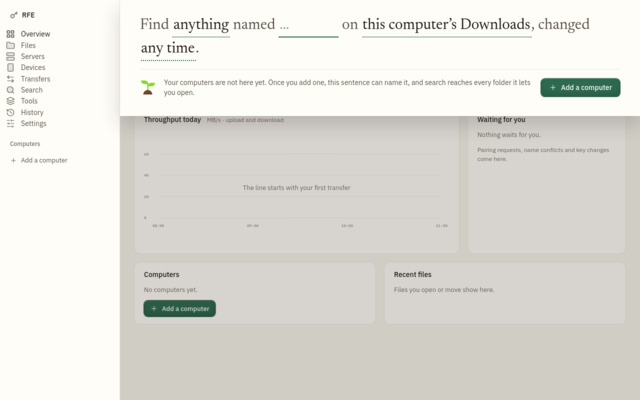 RFE
Overview
Files
Servers
Devices
Transfers
Search
Tools
History
Settings
Computers
Add a computer
Find anything named ... on this computer's Downloads, changed
any time.
Your computers are not here yet. Once you add one, this sentence can name it, and search reaches every folder it lets
you open.
Add a computer
Throughput today MB/s · upload and download
The line starts with your first transfer
Waiting for you
Nothing waits for you.
Pairing requests, name conflicts and key changes
come here.
Computers
No computers yet.
Add a computer
Recent files
Files you open or move show here.